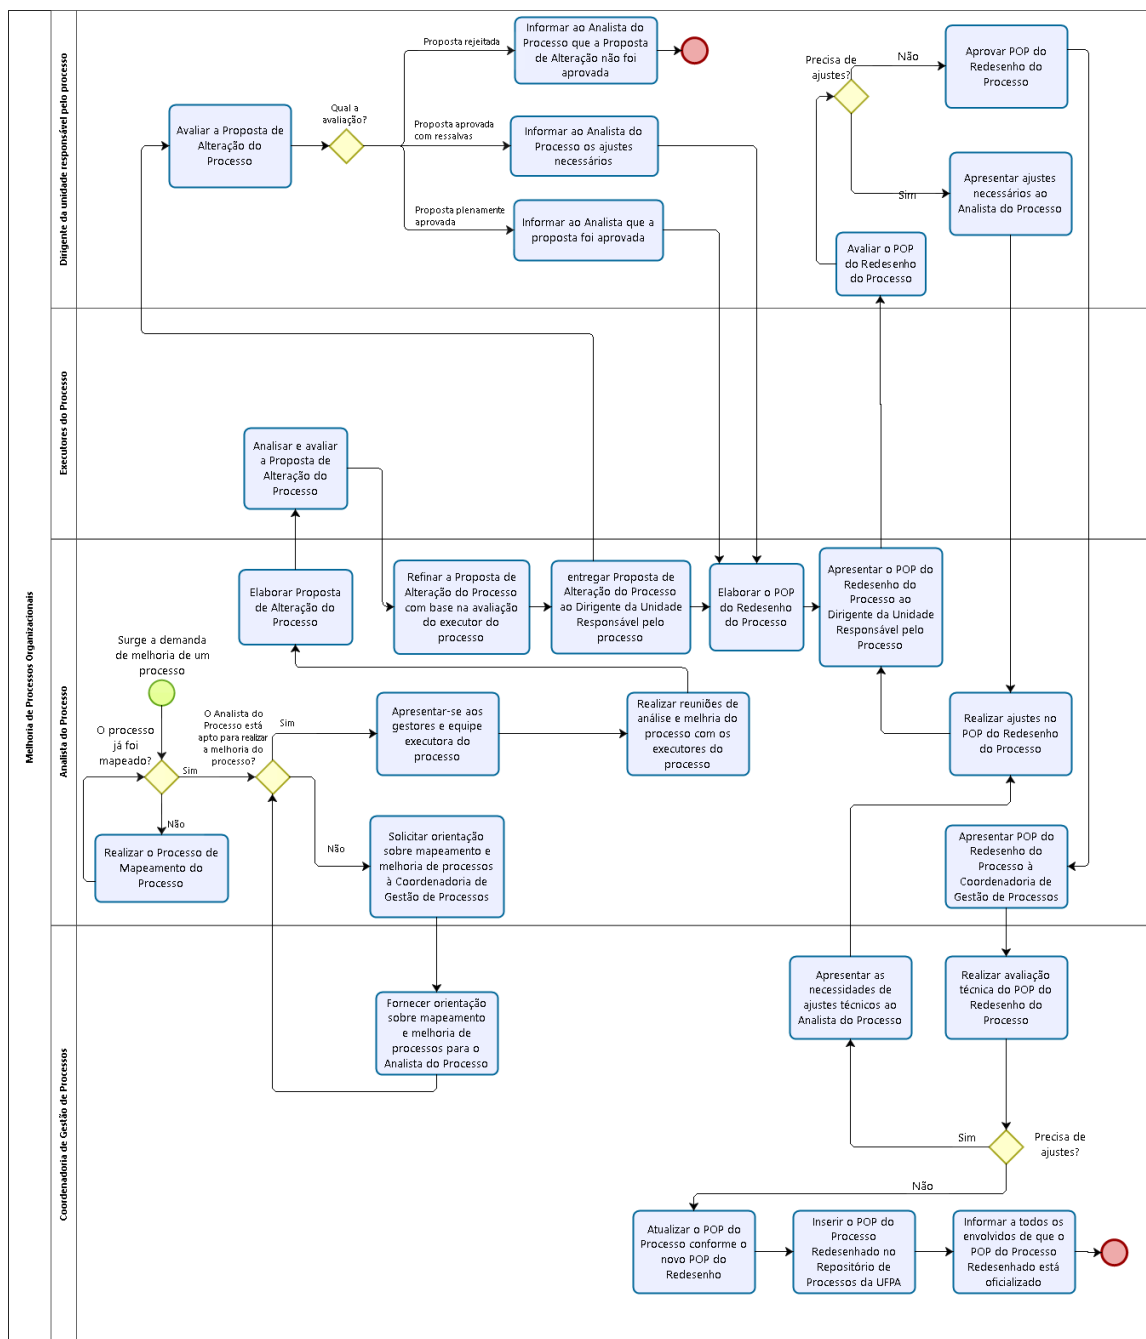 Melhoria de Processos Organizacionais
Dirigente da unidade responsável pelo processo
Avaliar a Proposta de
Alteração do
Processo
Qual a
avaliação?
Proposta rejeitada
Informar ao Analista do
Processo que a Proposta
de Alteração não foi
aprovada
Proposta aprovada
com ressalvas
Informar ao Analista do
Processo os ajustes
necessários
Proposta plenamente
aprovada
Informar ao Analista que a
proposta foi aprovada
Precisa de
ajustes?
Não
Aprovar POP do
Redesenho do
Processo
Sim
Apresentar ajustes
necessários ao
Analista do Processo
Avaliar o POP
do Redesenho
do Processo
Executores do Processo
Analisar e avaliar
a Proposta de
Alteração do
Processo
Analista do Processo
Surge a demanda
de melhoria de um
processo
O processo
já foi
mapeado?
Sim
Não
Realizar o Processo de
Mapeamento do
Processo
O Analista do
Processo está
apto para realizar
a melhoria do
processo?
Sim
Não
Apresentar-se aos
gestores e equipe
executora do
processo
Realizar reuniões de
análise e melhria do
processo com os
executores do
processo
Solicitar orientação
sobre mapeamento e
melhoria de processos
à Coordenadoria de
Gestão de Processos
Elaborar Proposta
de Alteração do
Processo
Refinar a Proposta de
Alteração do Processo
com base na avaliação
do executor do
processo
entregar Proposta de
Alteração do Processo
ao Dirigente da Unidade
Responsável pelo
processo
Elaborar o POP
do Redesenho
do Processo
Apresentar o POP do
Redesenho do
Processo ao
Dirigente da Unidade
Responsável pelo
Processo
Realizar ajustes no
POP do Redesenho
do Processo
Apresentar POP do
Redesenho do
Processo à
Coordenadoria de
Gestão de Processos
Coordenadoria de Gestão de Processos
Fornecer orientação
sobre mapeamento
e melhoria de
processos para o
Analista do Processo
Apresentar as
necessidades de
ajustes técnicos ao
Analista do Processo
Realizar avaliação
técnica do POP do
Redesenho do
Processo
Sim
Precisa de
ajustes?
Não
Atualizar o POP do
Processo conforme o
novo POP do
Redesenho
Inserir o POP do
Processo
Redesenhado no
Repositório de
Processos da UFPA
Informar a todos os
envolvidos de que o
POP do Processo
Redesenhado está
oficializado